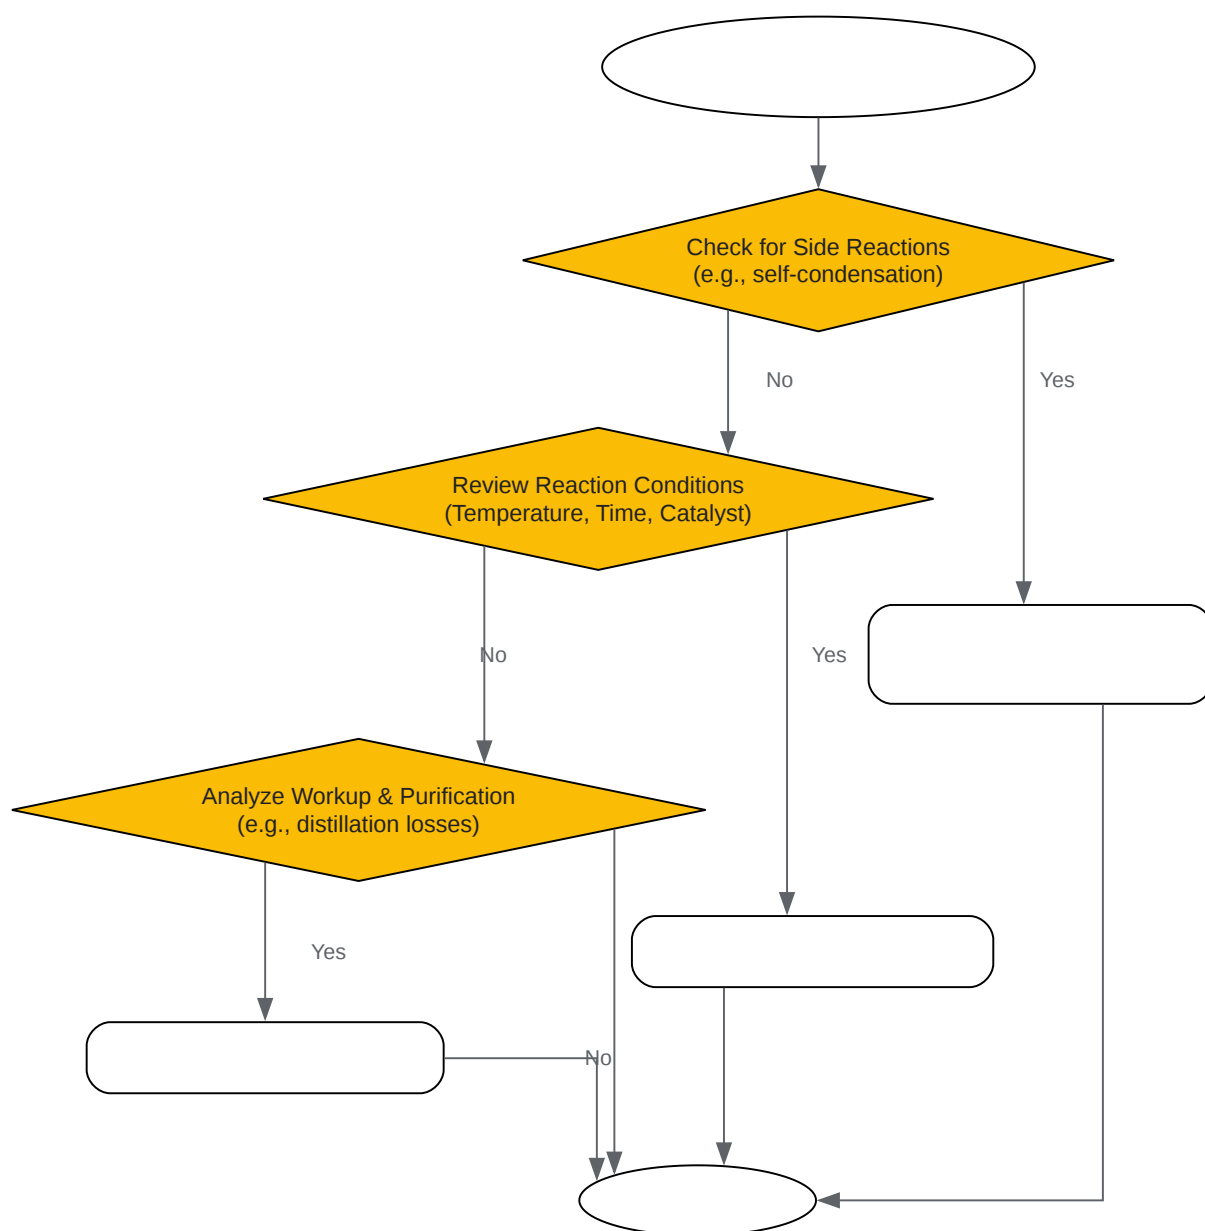 Check for Side Reactions
(e.g., self-condensation)
No
Yes
Review Reaction Conditions
(Temperature, Time, Catalyst)
No
Yes
Analyze Workup & Purification
(e.g., distillation losses)
Yes
No